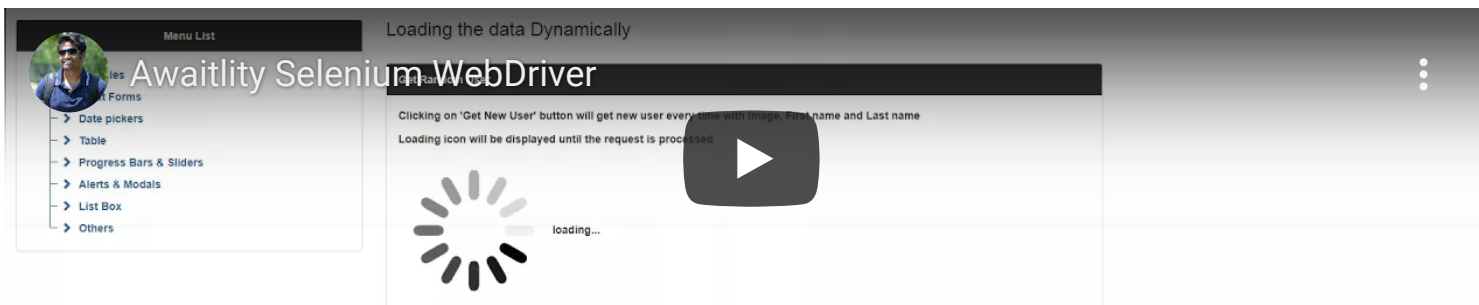 Menu List
Loading the data Dynamically
Awaitlity Selenium WebDriver
Date pickers
Table
Progress Bars & Sliders
Alerts & Modals
List Box
Others
Clicking on 'Get New User' button will get new user every time with Image, First name and Last name
Loading icon will be displayed until the request is processed
loading...